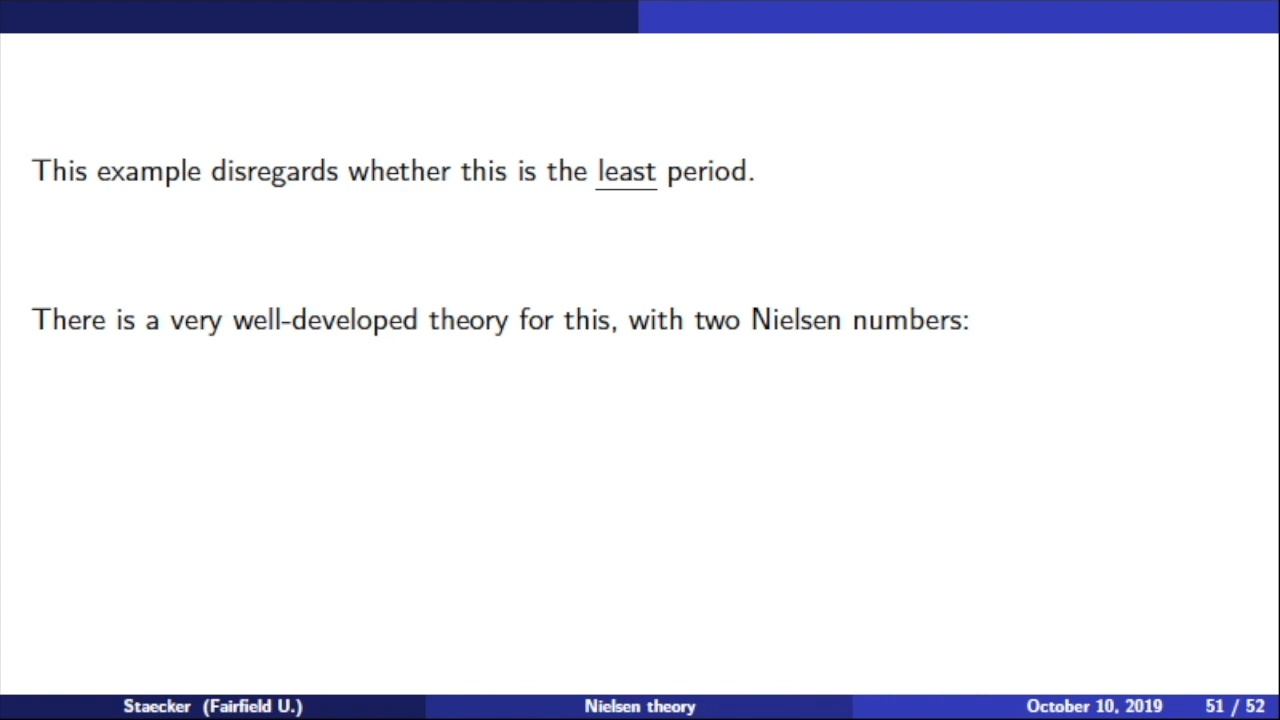 This example disregards whether this is the least period.
There is a very well-developed theory for this, with two Nielsen numbers:
Staecker (Fairfield U.) Nielsen theory October 10, 2019 51 / 52